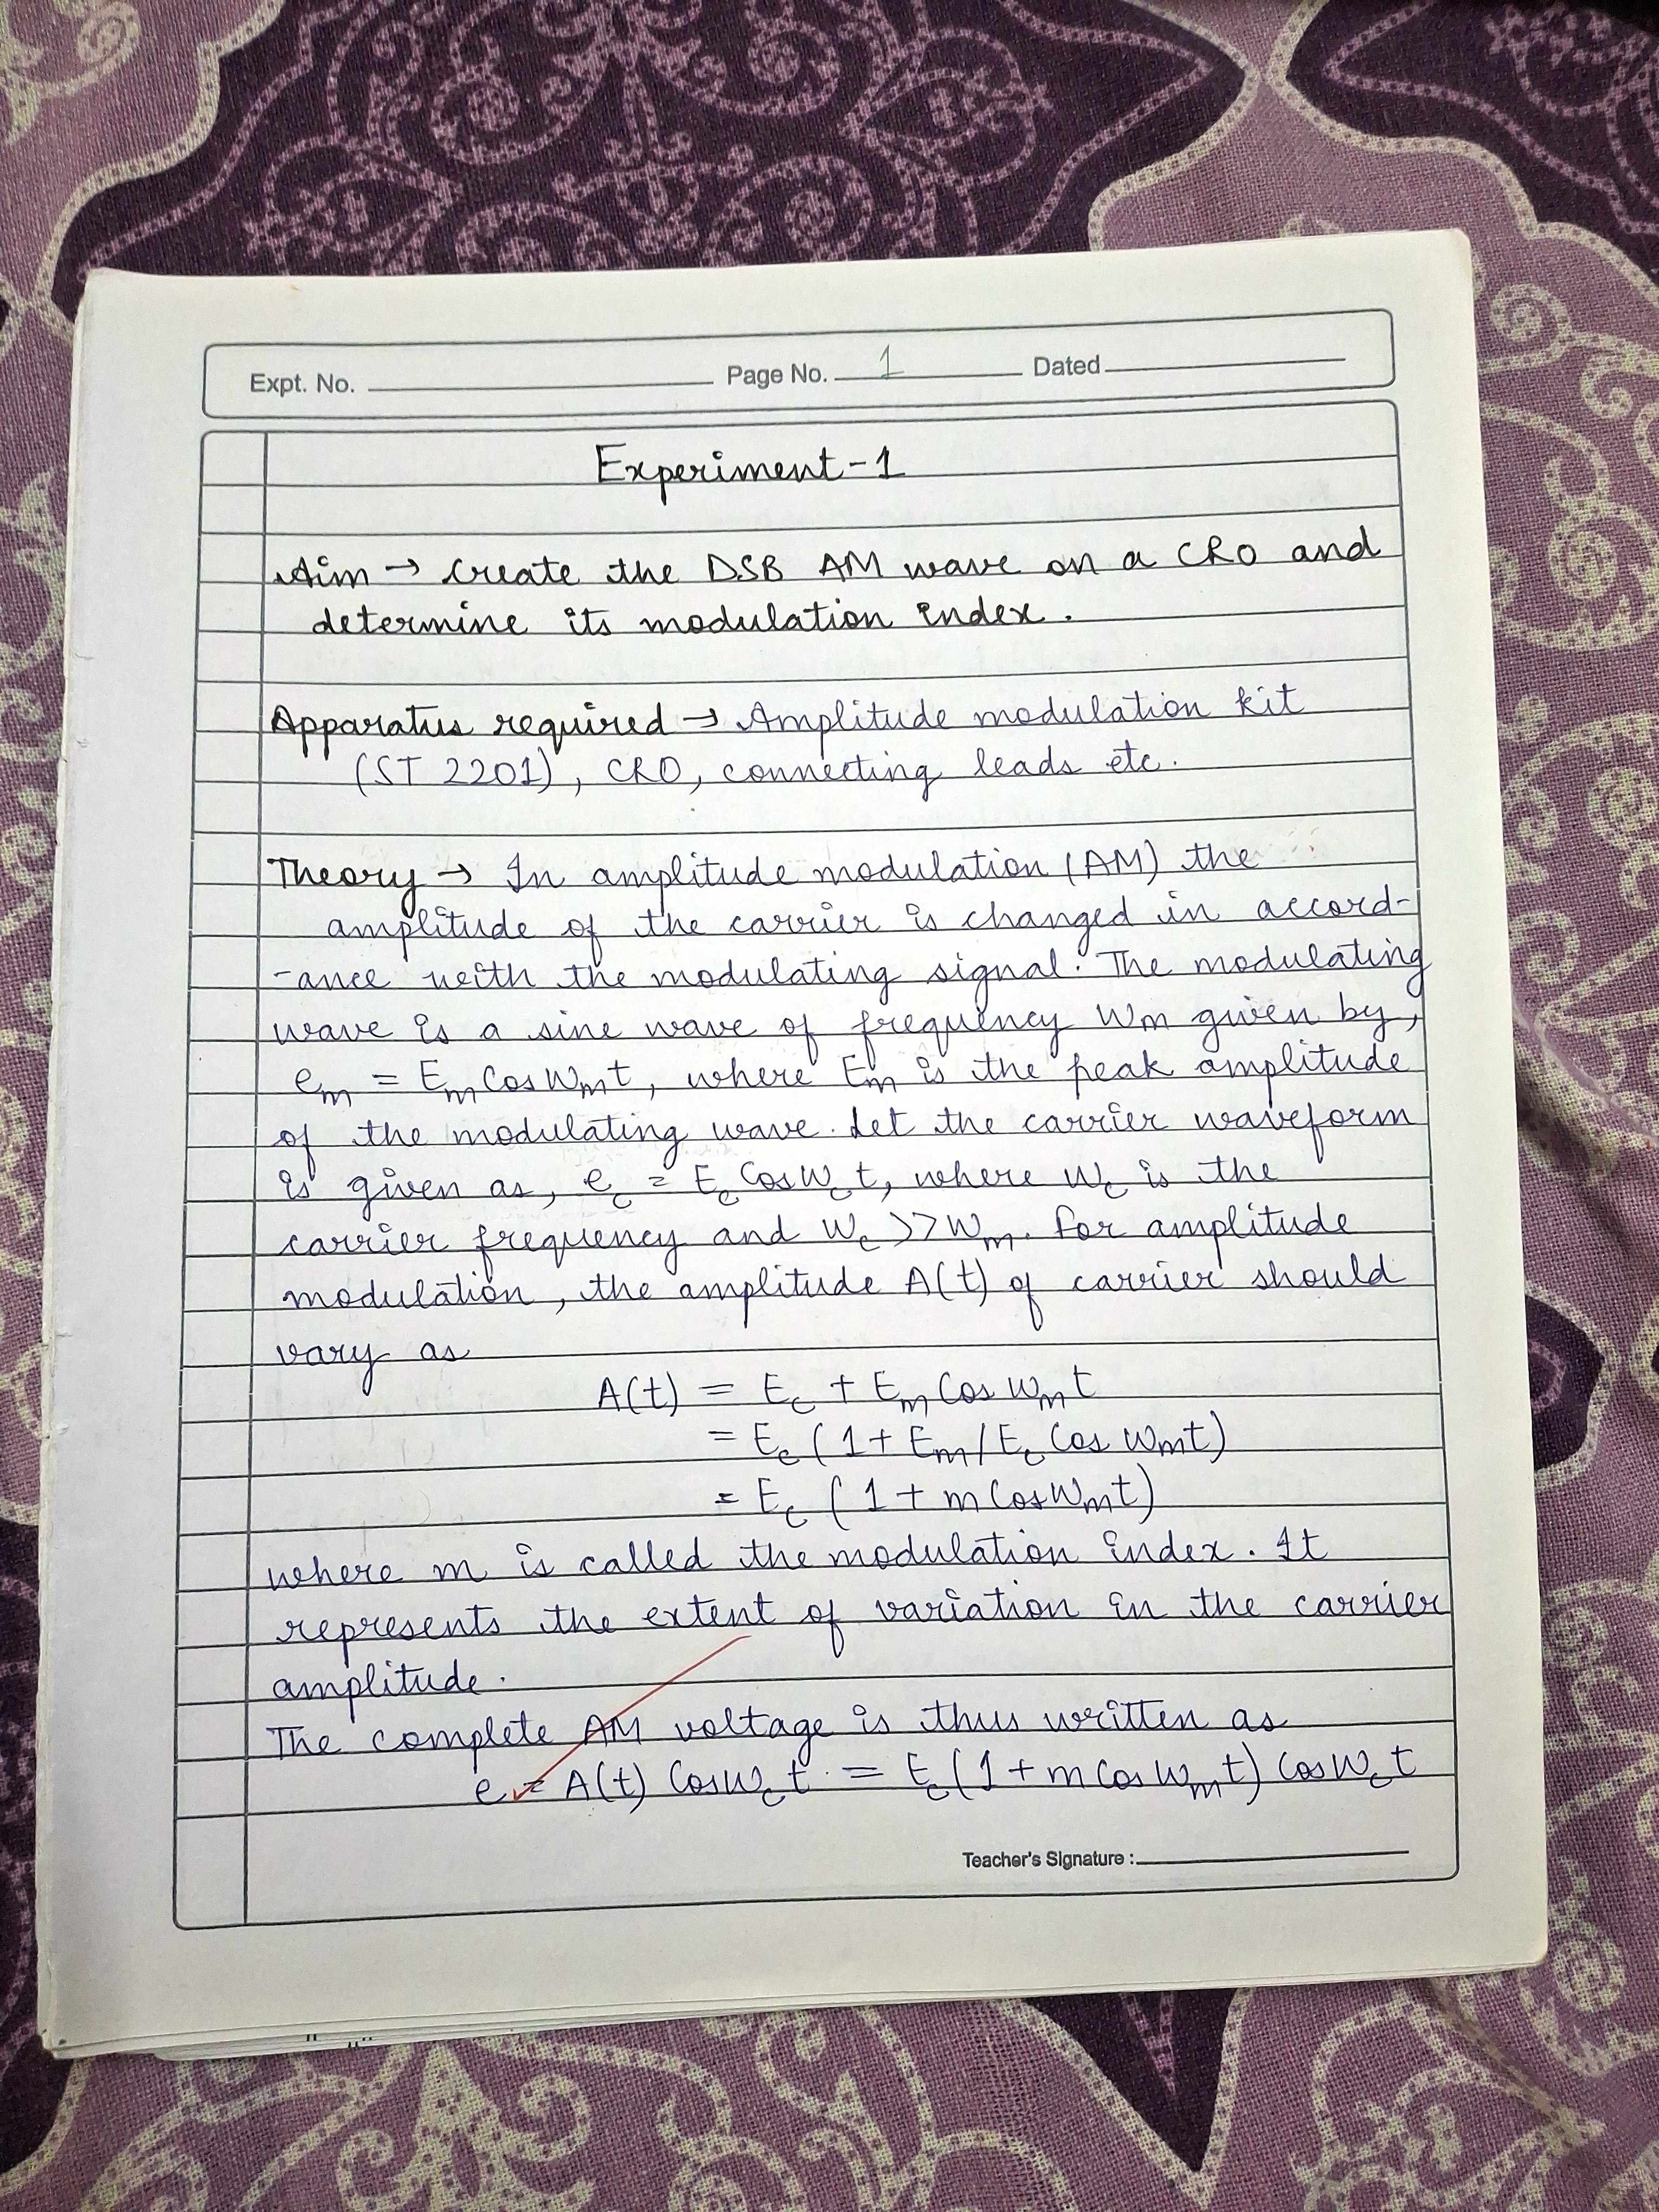 Expt. No. Page No. 1 Dated
Experiment-1
Aim → Create the DSB AM wave on a CRO and
determine its modulation index.
Apparatus required → Amplitude modulation kit
(ST 2201), CRO, connecting leads etc.
Theory → In amplitude modulation (AM) the
amplitude of the carrier is changed in accord-
-ance with the modulating signal. The modulating
wave is a sine wave of frequency Wm given by,
em = Em Cos Wmt, where Em is the peak amplitude
of the modulating wave. Let the carrier waveform
is given as, ec = Ec Cos Wc t, where Wc is the
carrier frequency and Wc >> Wm. For amplitude
modulation, the amplitude A(t) of carrier should
vary as
A(t) = Ec + Em Cos Wmt
= Ec (1 + Em/Ec Cos Wmt)
= Ec (1 + m Cos Wmt)
where m is called the modulation index. It
represents the extent of variation in the carrier
amplitude.
The complete AM voltage is thus written as
e = A(t) Cos Wc t = Ec (1 + m Cos Wm t) Cos Wc t
Teacher's Signature :